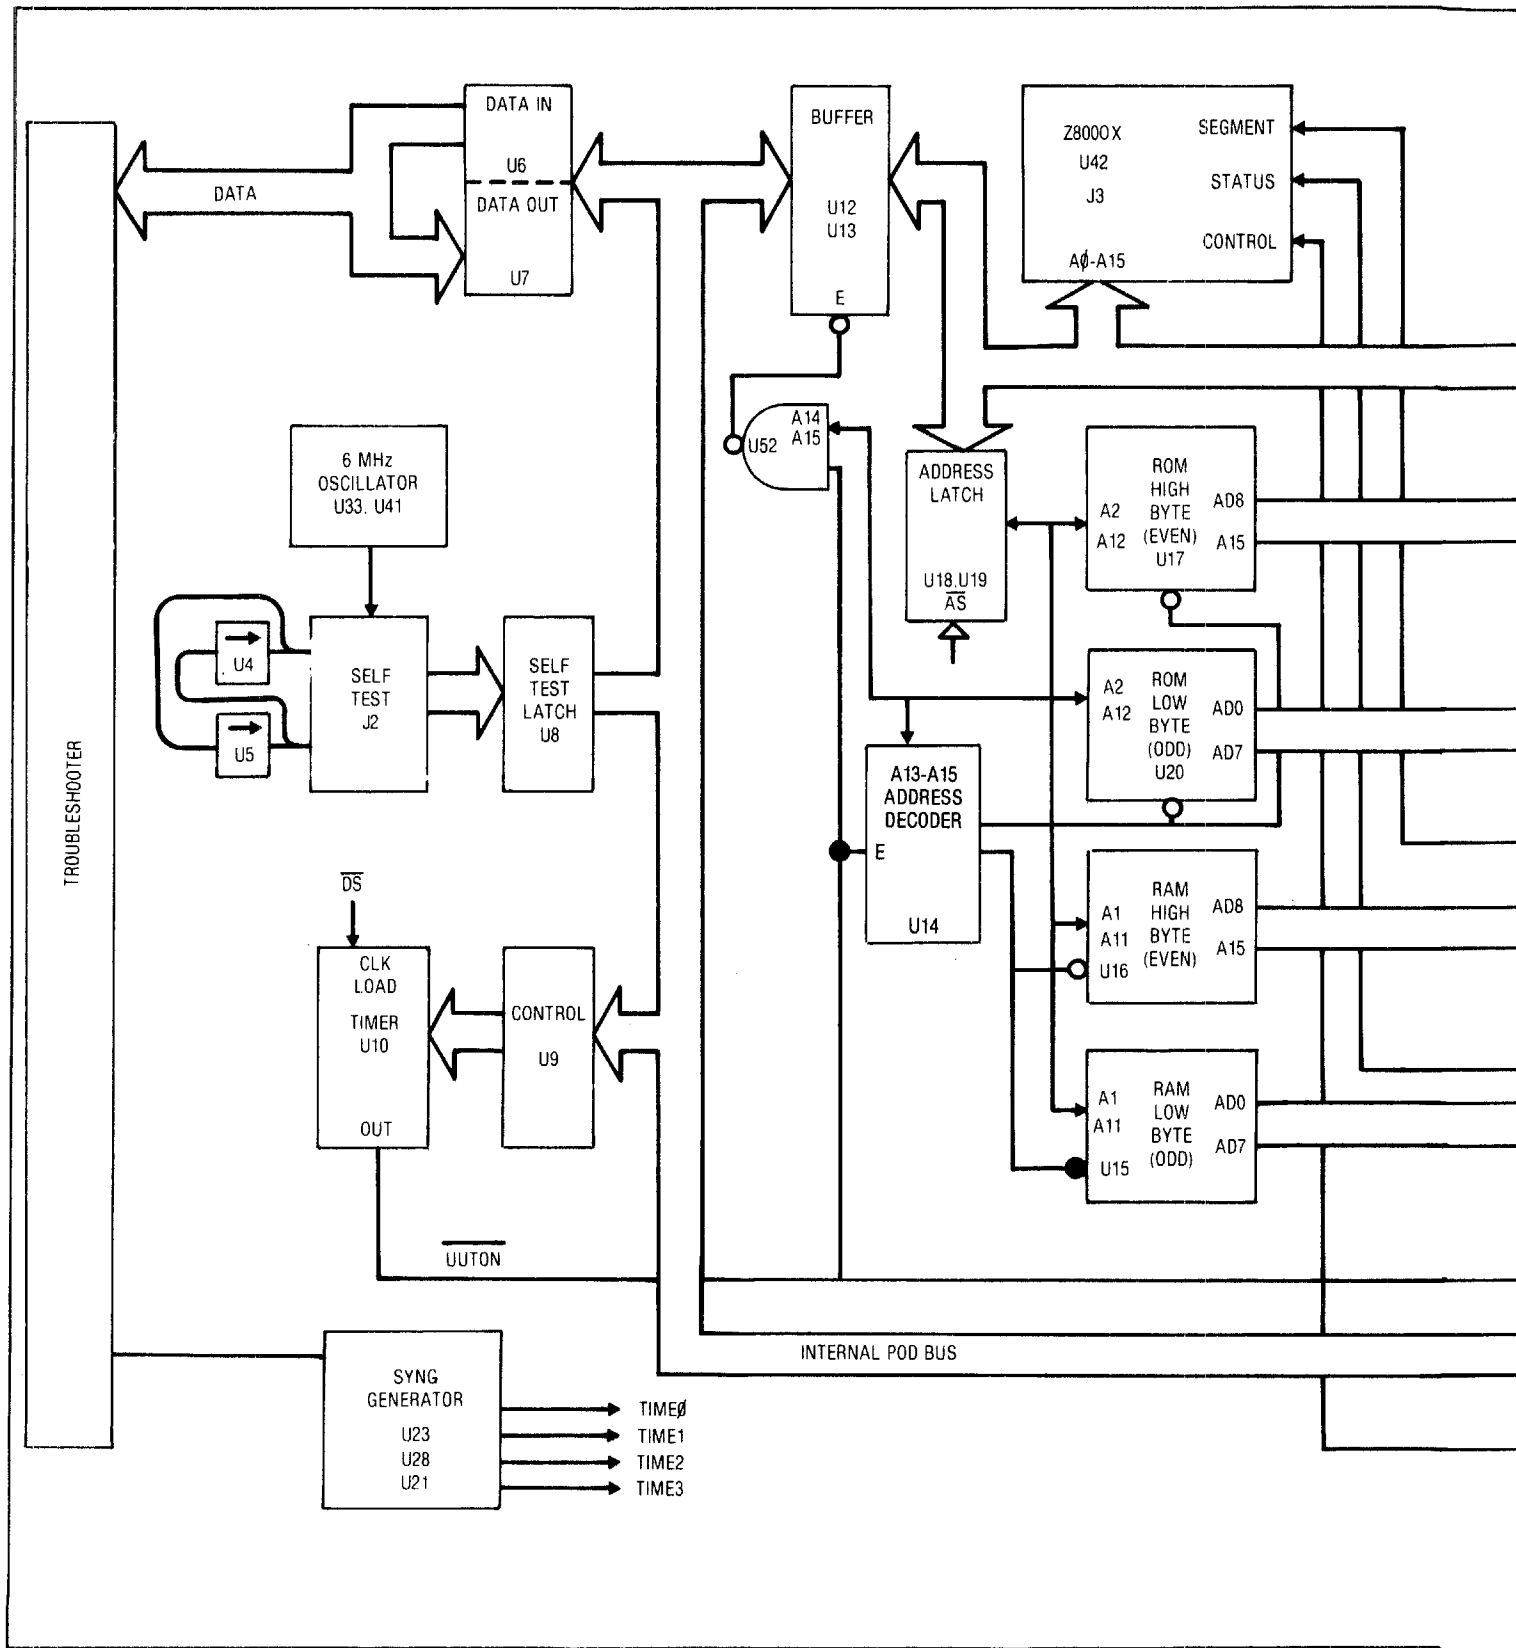 TROUBLESHOOTER
DATA
DATA IN
U6
DATA OUT
U7
BUFFER
U12
U13
E
Z8000X
U42
J3
AØ-A15
SEGMENT
STATUS
CONTROL
6 MHz
OSCILLATOR
U33, U41
U52
A14
A15
ADDRESS
LATCH
U18,U19
AS
ROM
HIGH
BYTE
(EVEN)
U17
A2
A12
AD8
A15
U4
U5
SELF
TEST
J2
SELF
TEST
LATCH
U8
ROM
LOW
BYTE
(ODD)
U20
A2
A12
AD0
AD7
A13-A15
ADDRESS
DECODER
E
U14
RAM
HIGH
BYTE
(EVEN)
A1
A11
U16
AD8
A15
DS
CLK
LOAD
TIMER
U10
OUT
CONTROL
U9
RAM
LOW
BYTE
(ODD)
A1
A11
U15
AD0
AD7
UUTON
INTERNAL POD BUS
SYNG
GENERATOR
U23
U28
U21
TIMEØ
TIME1
TIME2
TIME3